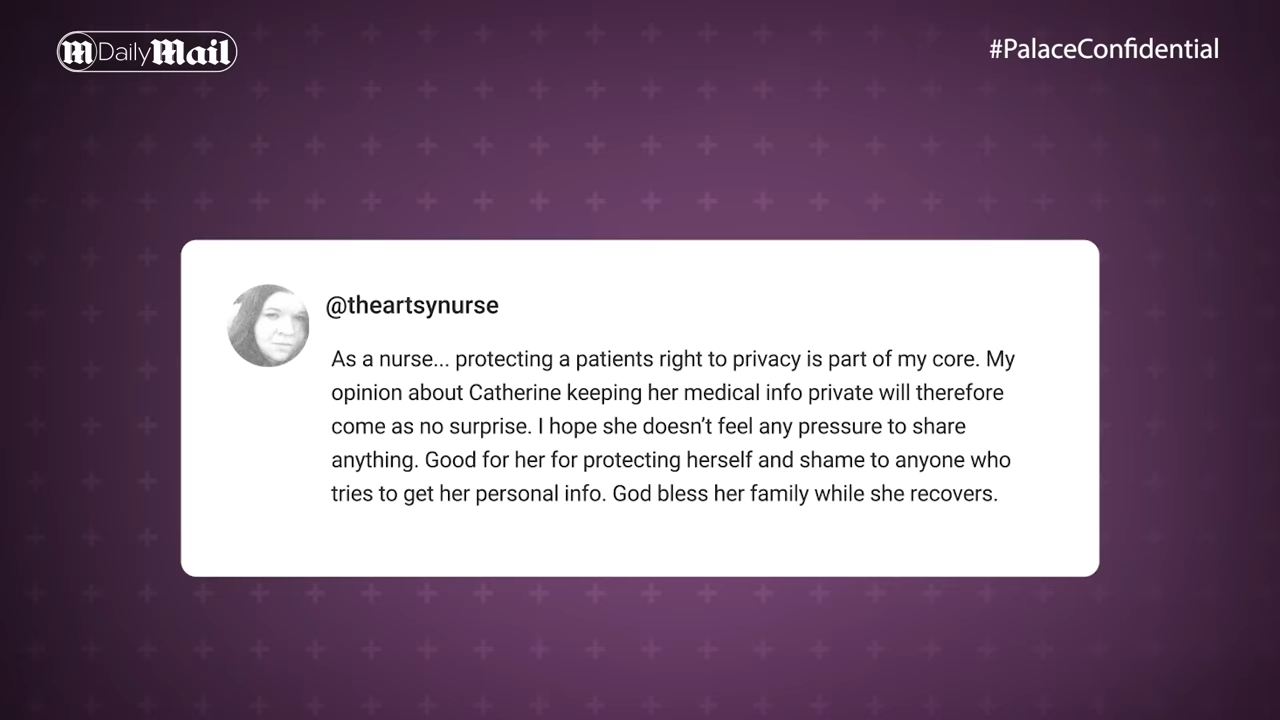 M DailyMail
#PalaceConfidential
@theartsynurse
As a nurse... protecting a patients right to privacy is part of my core. My
opinion about Catherine keeping her medical info private will therefore
come as no surprise. I hope she doesn’t feel any pressure to share
anything. Good for her for protecting herself and shame to anyone who
tries to get her personal info. God bless her family while she recovers.